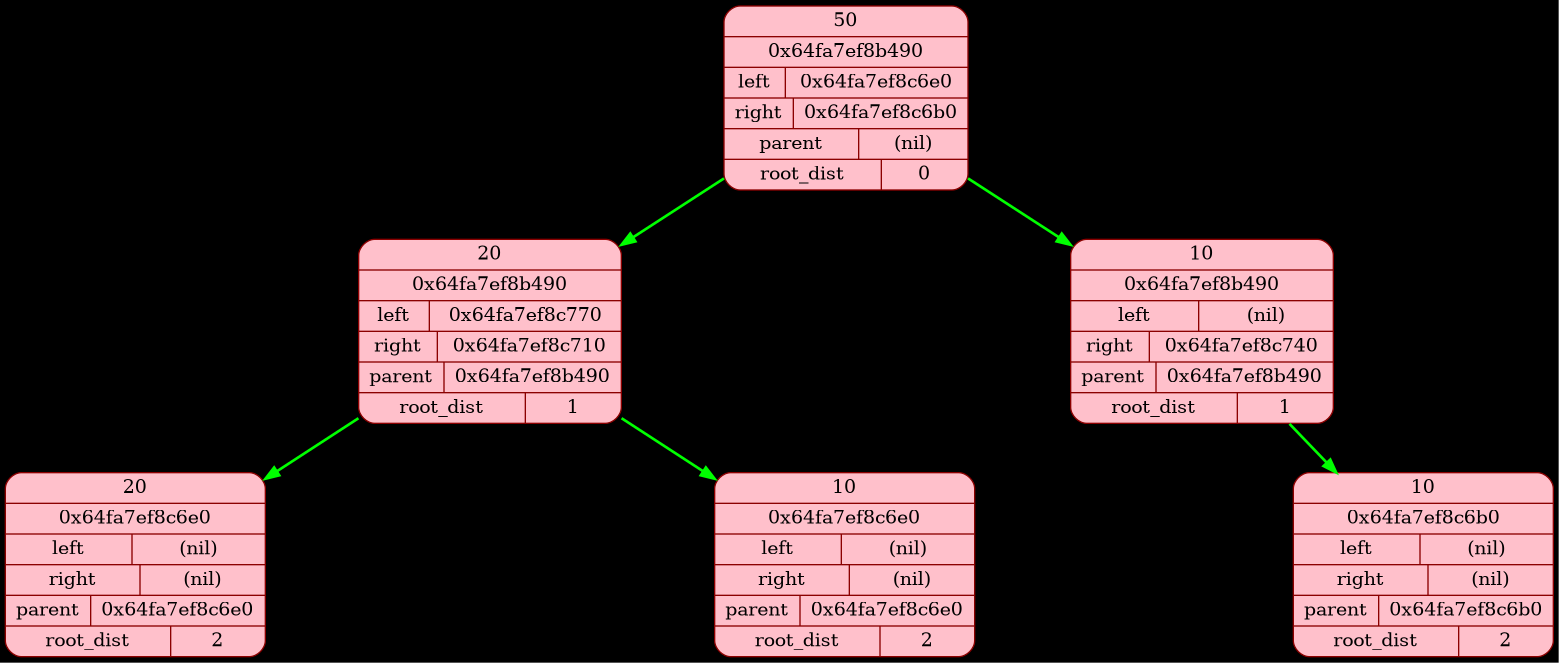 50
0x64fa7ef8b490
left 0x64fa7ef8c6e0
right 0x64fa7ef8c6b0
parent (nil)
root_dist 0
20
0x64fa7ef8b490
left 0x64fa7ef8c770
right 0x64fa7ef8c710
parent 0x64fa7ef8b490
root_dist 1
10
0x64fa7ef8b490
left (nil)
right 0x64fa7ef8c740
parent 0x64fa7ef8b490
root_dist 1
20
0x64fa7ef8c6e0
left (nil)
right (nil)
parent 0x64fa7ef8c6e0
root_dist 2
10
0x64fa7ef8c6e0
left (nil)
right (nil)
parent 0x64fa7ef8c6e0
root_dist 2
10
0x64fa7ef8c6b0
left (nil)
right (nil)
parent 0x64fa7ef8c6b0
root_dist 2